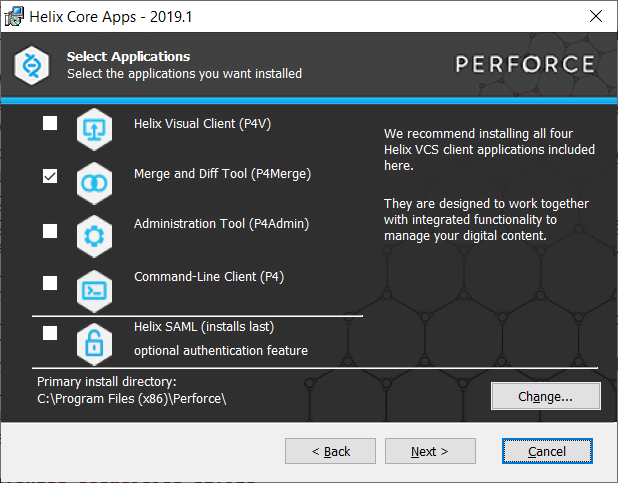 Helix Core Apps - 2019.1
Select Applications
Select the applications you want installed
PERFORCE
Helix Visual Client (P4V)
Merge and Diff Tool (P4Merge)
Administration Tool (P4Admin)
Command-Line Client (P4)
Helix SAML (installs last)
optional authentication feature
We recommend installing all four
Helix VCS client applications included
here.
They are designed to work together
with integrated functionality to
manage your digital content.
Primary install directory:
C:\Program Files (x86)\Perforce\
Change...
< Back
Next >
Cancel